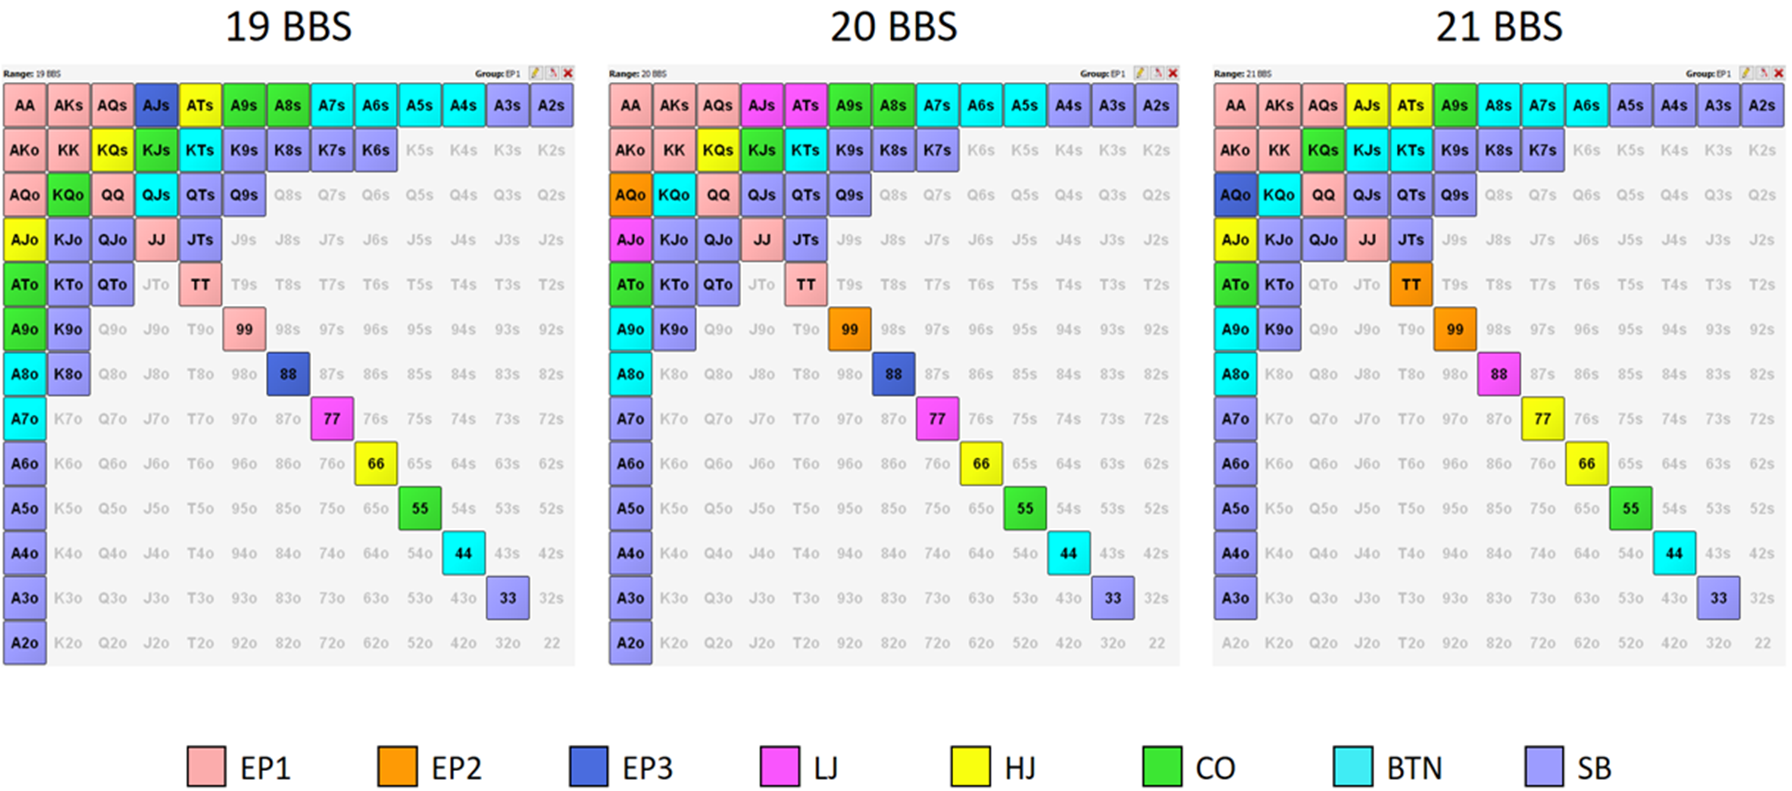 19 BBS 20 BBS 21 BBS
Range: 19 BBS Group: EP1 Range: 20 BBS Group: EP1 Range: 21 BBS Group: EP1
AA AKs AQs AJs ATs A9s A8s A7s A6s A5s A4s A3s A2s AA AKs AQs AJs ATs A9s A8s A7s A6s A5s A4s A3s A2s AA AKs AQs AJs ATs A9s A8s A7s A6s A5s A4s A3s A2s
AKo KK KQs KJs KTs K9s K8s K7s K6s K5s K4s K3s K2s AKo KK KQs KJs KTs K9s K8s K7s K6s K5s K4s K3s K2s AKo KK KQs KJs KTs K9s K8s K7s K6s K5s K4s K3s K2s
AQo KQo QQ QJs QTs Q9s Q8s Q7s Q6s Q5s Q4s Q3s Q2s AQo KQo QQ QJs QTs Q9s Q8s Q7s Q6s Q5s Q4s Q3s Q2s AQo KQo QQ QJs QTs Q9s Q8s Q7s Q6s Q5s Q4s Q3s Q2s
AJo KJo QJo JJ JTs J9s J8s J7s J6s J5s J4s J3s J2s AJo KJo QJo JJ JTs J9s J8s J7s J6s J5s J4s J3s J2s AJo KJo QJo JJ JTs J9s J8s J7s J6s J5s J4s J3s J2s
ATo KTo QTo JTo TT T9s T8s T7s T6s T5s T4s T3s T2s ATo KTo QTo JTo TT T9s T8s T7s T6s T5s T4s T3s T2s ATo KTo QTo JTo TT T9s T8s T7s T6s T5s T4s T3s T2s
A9o K9o Q9o J9o T9o 99 98s 97s 96s 95s 94s 93s 92s A9o K9o Q9o J9o T9o 99 98s 97s 96s 95s 94s 93s 92s A9o K9o Q9o J9o T9o 99 98s 97s 96s 95s 94s 93s 92s
A8o K8o Q8o J8o T8o 98o 88 87s 86s 85s 84s 83s 82s A8o K8o Q8o J8o T8o 98o 88 87s 86s 85s 84s 83s 82s A8o K8o Q8o J8o T8o 98o 88 87s 86s 85s 84s 83s 82s
A7o K7o Q7o J7o T7o 97o 87o 77 76s 75s 74s 73s 72s A7o K7o Q7o J7o T7o 97o 87o 77 76s 75s 74s 73s 72s A7o K7o Q7o J7o T7o 97o 87o 77 76s 75s 74s 73s 72s
A6o K6o Q6o J6o T6o 96o 86o 76o 66 65s 64s 63s 62s A6o K6o Q6o J6o T6o 96o 86o 76o 66 65s 64s 63s 62s A6o K6o Q6o J6o T6o 96o 86o 76o 66 65s 64s 63s 62s
A5o K5o Q5o J5o T5o 95o 85o 75o 65o 55 54s 53s 52s A5o K5o Q5o J5o T5o 95o 85o 75o 65o 55 54s 53s 52s A5o K5o Q5o J5o T5o 95o 85o 75o 65o 55 54s 53s 52s
A4o K4o Q4o J4o T4o 94o 84o 74o 64o 54o 44 43s 42s A4o K4o Q4o J4o T4o 94o 84o 74o 64o 54o 44 43s 42s A4o K4o Q4o J4o T4o 94o 84o 74o 64o 54o 44 43s 42s
A3o K3o Q3o J3o T3o 93o 83o 73o 63o 53o 43o 33 32s A3o K3o Q3o J3o T3o 93o 83o 73o 63o 53o 43o 33 32s A3o K3o Q3o J3o T3o 93o 83o 73o 63o 53o 43o 33 32s
A2o K2o Q2o J2o T2o 92o 82o 72o 62o 52o 42o 32o 22 A2o K2o Q2o J2o T2o 92o 82o 72o 62o 52o 42o 32o 22 A2o K2o Q2o J2o T2o 92o 82o 72o 62o 52o 42o 32o 22
EP1 EP2 EP3 LJ HJ CO BTN SB